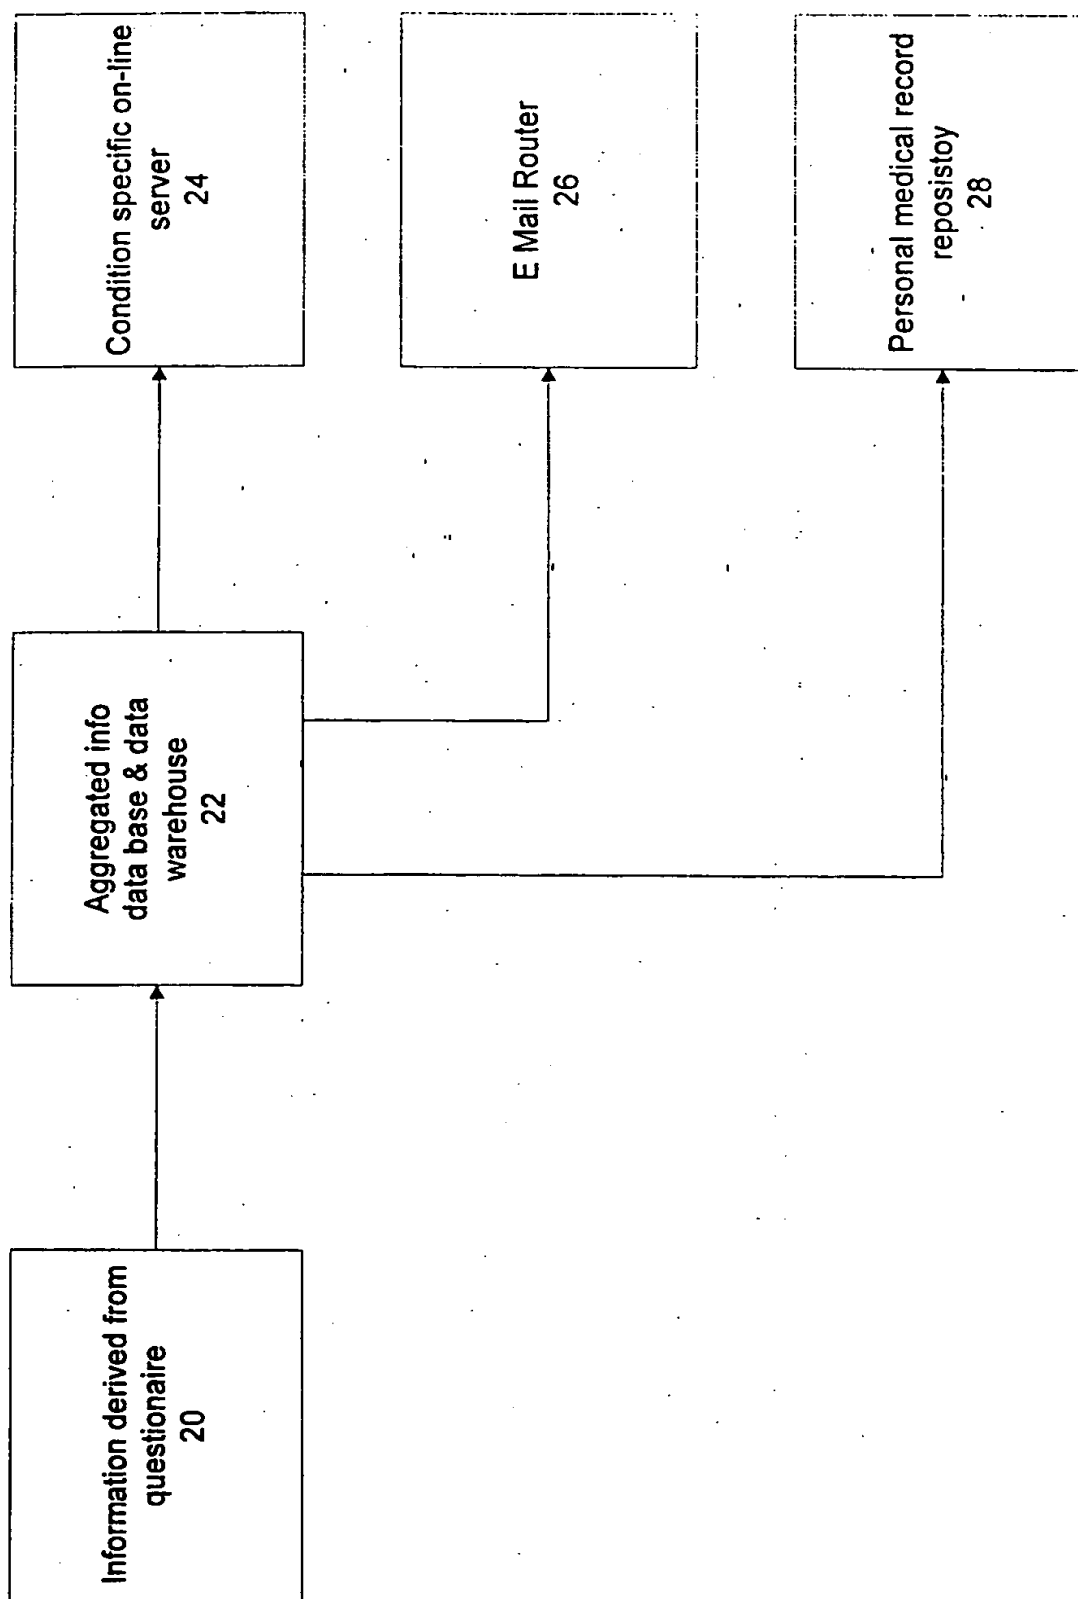 Information derived from
questionaire
20
Aggregated info
data base & data
warehouse
22
Condition specific on-line
server
24
E Mail Router
26
Personal medical record
reposistoy
28